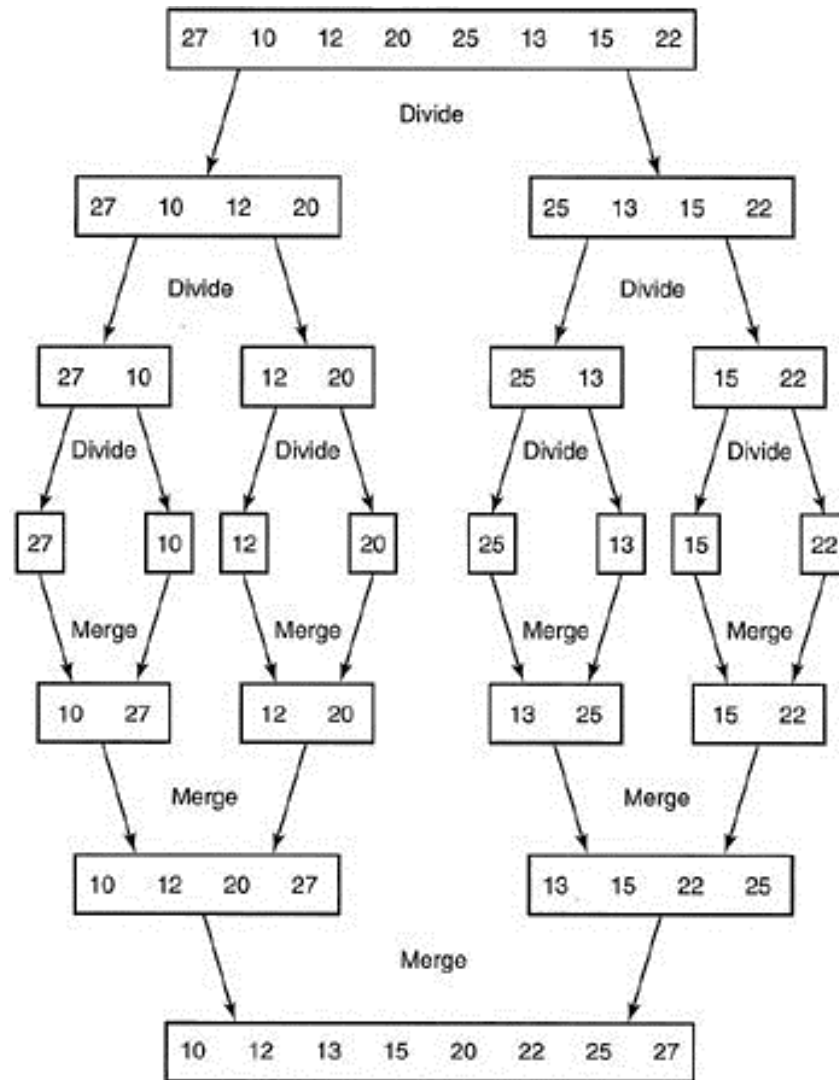 27 10 12 20 25 13 15 22
Divide
27 10 12 20 25 13 15 22
Divide Divide
27 10 12 20 25 13 15 22
Divide Divide Divide Divide
27 10 12 20 25 13 15 22
Merge Merge Merge Merge
10 27 12 20 13 25 15 22
Merge Merge
10 12 20 27 13 15 22 25
Merge
10 12 13 15 20 22 25 27